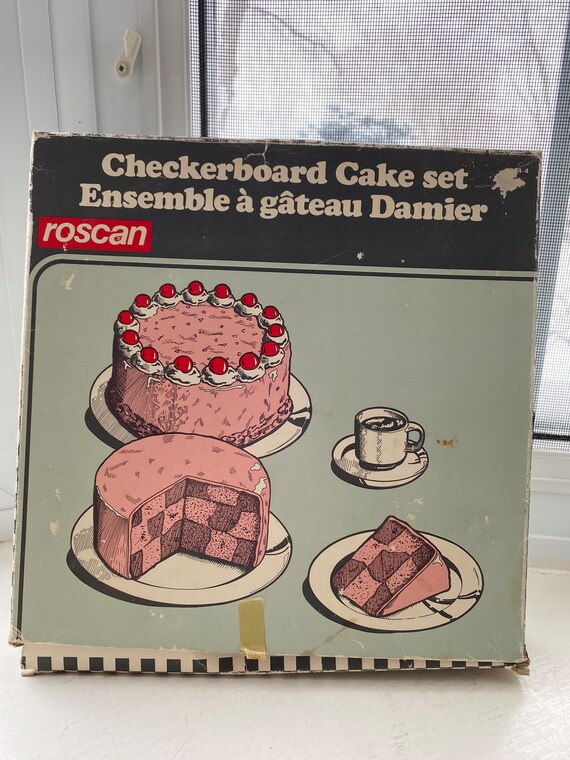 Checkerboard Cake set
Ensemble à gâteau Damier
roscan